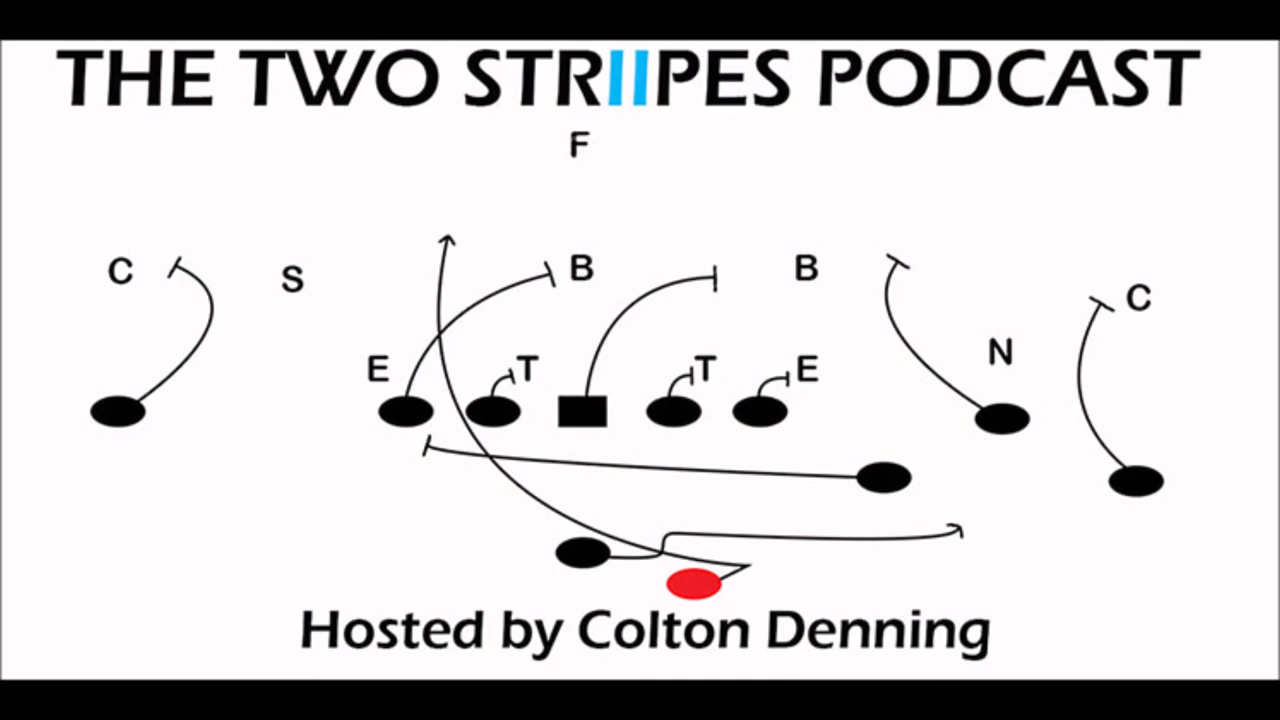 THE TWO STRIIPES PODCAST
F
C S B B C
E T T E N
Hosted by Colton Denning